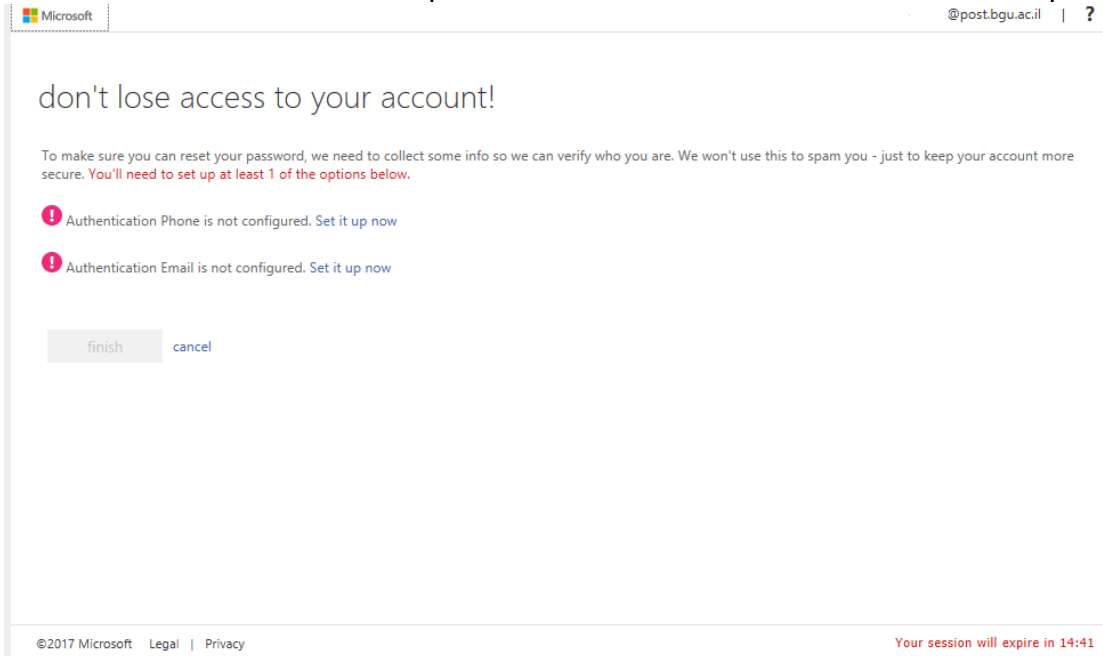 Microsoft
@post.bgu.ac.il | ?
don't lose access to your account!
To make sure you can reset your password, we need to collect some info so we can verify who you are. We won't use this to spam you - just to keep your account more
secure. You'll need to set up at least 1 of the options below.
! Authentication Phone is not configured. Set it up now
! Authentication Email is not configured. Set it up now
finish cancel
©2017 Microsoft Legal | Privacy
Your session will expire in 14:41